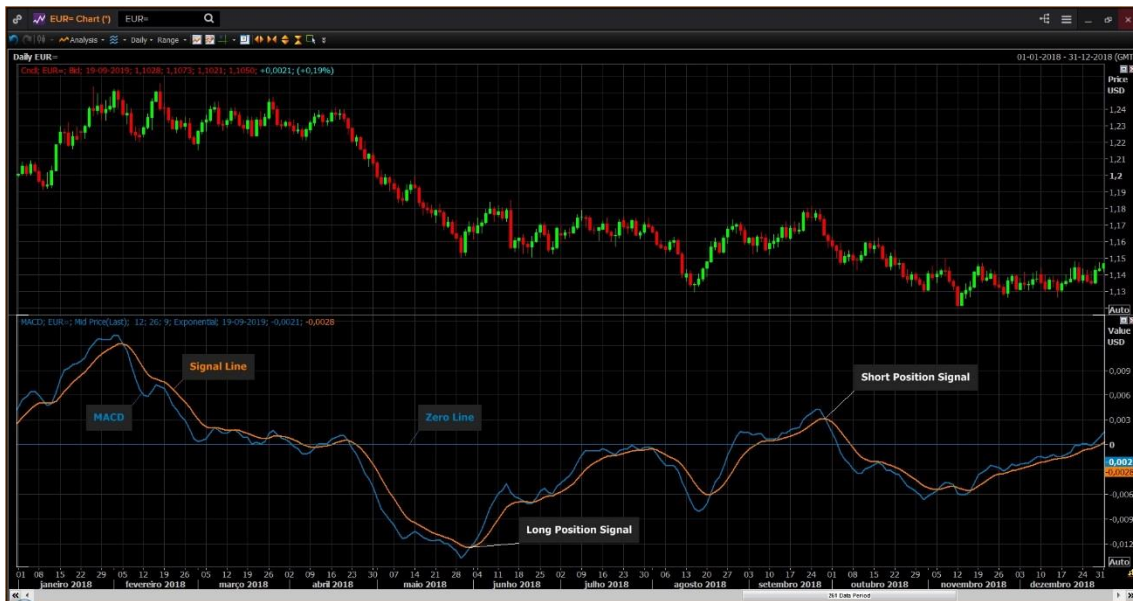 EUR= Chart (*)
EUR=
Analysis
Daily
Range
Daily EUR=
01-01-2018 - 31-12-2018 (GMT)
Cndl; EUR=; Bid; 19-09-2019; 1,1028; 1,1073; 1,1021; 1,1050; +0,0021; (+0,19%)
Price
USD
1,24
1,23
1,22
1,21
1,2
1,19
1,18
1,17
1,16
1,15
1,14
1,13
Auto
MACD; EUR=; Mid Price(Last); 12; 26; 9; Exponential; 19-09-2019; -0,0021; -0,0028
Value
USD
Signal Line
MACD
Zero Line
Short Position Signal
Long Position Signal
0,009
0,006
0,003
0
-0,002
-0,0028
-0,006
-0,009
-0,012
Auto
01 08 15 22 29 05 12 19 26 05 12 19 26 02 09 16 23 30 07 14 21 28 04 11 18 25 02 09 16 23 30 06 13 20 27 03 10 17 24 01 08 15 22 29 05 12 19 26 03 10 17 24 31
janeiro 2018 fevereiro 2018 março 2018 abril 2018 maio 2018 junho 2018 julho 2018 agosto 2018 setembro 2018 outubro 2018 novembro 2018 dezembro 2018
261 Data Period